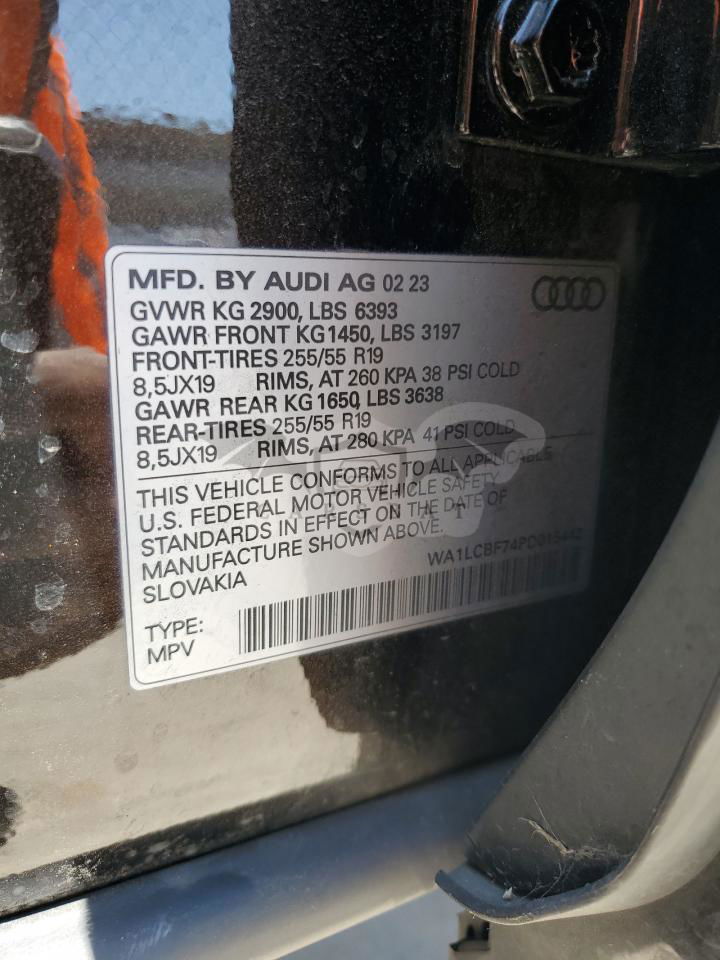 MFD. BY AUDI AG 02 23
GVWR KG 2900, LBS 6393
GAWR FRONT KG1450, LBS 3197
FRONT-TIRES 255/55 R19
8,5JX19 RIMS, AT 260 KPA 38 PSI COLD
GAWR REAR KG1650, LBS 3638
REAR-TIRES 255/55 R19
8,5JX19 RIMS, AT 280 KPA 41 PSI COLD
THIS VEHICLE CONFORMS TO ALL APPLICABLE
U.S. FEDERAL MOTOR VEHICLE SAFETY
STANDARDS IN EFFECT ON THE DATE OF
MANUFACTURE SHOWN ABOVE.
SLOVAKIA
TYPE:
MPV